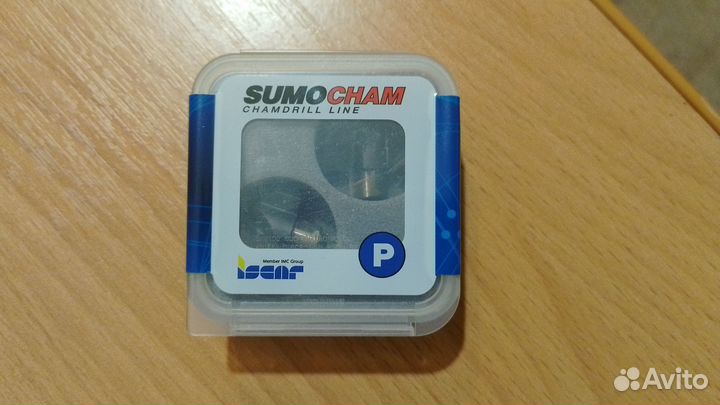 SUMOCHAM
CHAMDRILL LINE
P
Member IMC Group
ISCAR
Avito